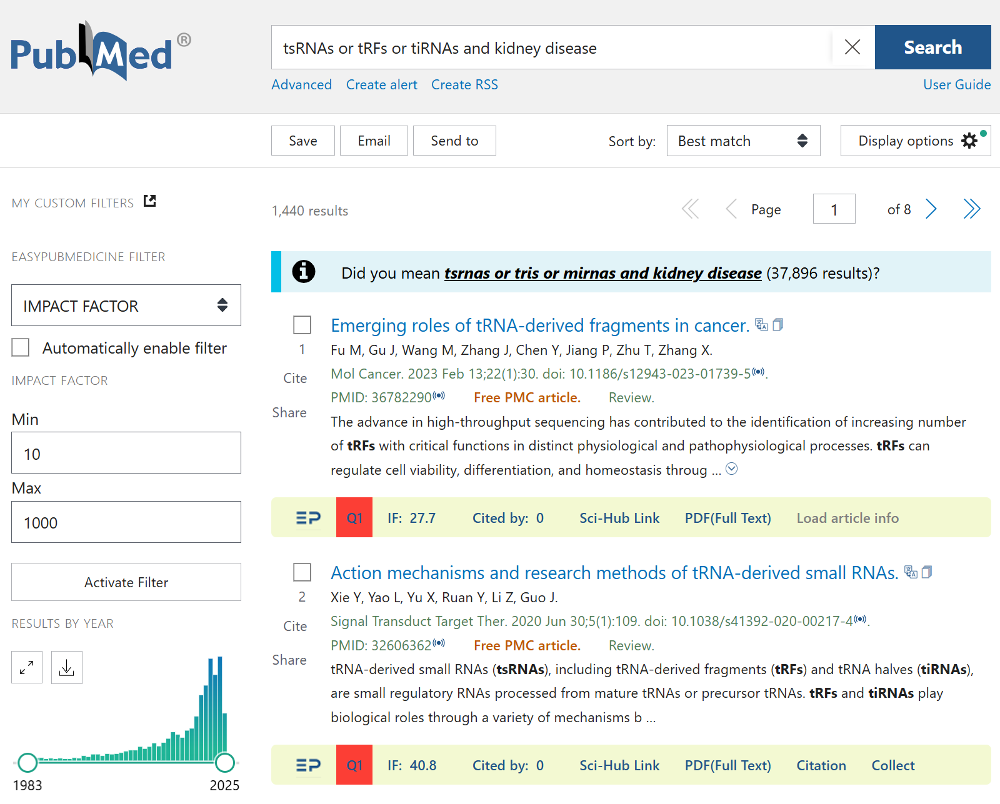 PubMed®
tsRNAs or tRFs or tiRNAs and kidney disease
Search
Advanced Create alert Create RSS User Guide
Save Email Send to Sort by: Best match Display options
MY CUSTOM FILTERS
1,440 results Page 1 of 8
EASYPUBMEDICINE FILTER
IMPACT FACTOR
Automatically enable filter
IMPACT FACTOR
Min
10
Max
1000
Activate Filter
RESULTS BY YEAR
1983 2025
Did you mean tsrnas or tris or mirnas and kidney disease (37,896 results)?
Emerging roles of tRNA-derived fragments in cancer.
1
Cite
Share
Fu M, Gu J, Wang M, Zhang J, Chen Y, Jiang P, Zhu T, Zhang X.
Mol Cancer. 2023 Feb 13;22(1):30. doi: 10.1186/s12943-023-01739-5.
PMID: 36782290 Free PMC article. Review.
The advance in high-throughput sequencing has contributed to the identification of increasing number
of tRFs with critical functions in distinct physiological and pathophysiological processes. tRFs can
regulate cell viability, differentiation, and homeostasis throug ...
EP Q1 IF: 27.7 Cited by: 0 Sci-Hub Link PDF(Full Text) Load article info
Action mechanisms and research methods of tRNA-derived small RNAs.
2
Cite
Share
Xie Y, Yao L, Yu X, Ruan Y, Li Z, Guo J.
Signal Transduct Target Ther. 2020 Jun 30;5(1):109. doi: 10.1038/s41392-020-00217-4.
PMID: 32606362 Free PMC article. Review.
tRNA-derived small RNAs (tsRNAs), including tRNA-derived fragments (tRFs) and tRNA halves (tiRNAs),
are small regulatory RNAs processed from mature tRNAs or precursor tRNAs. tRFs and tiRNAs play
biological roles through a variety of mechanisms b ...
EP Q1 IF: 40.8 Cited by: 0 Sci-Hub Link PDF(Full Text) Citation Collect